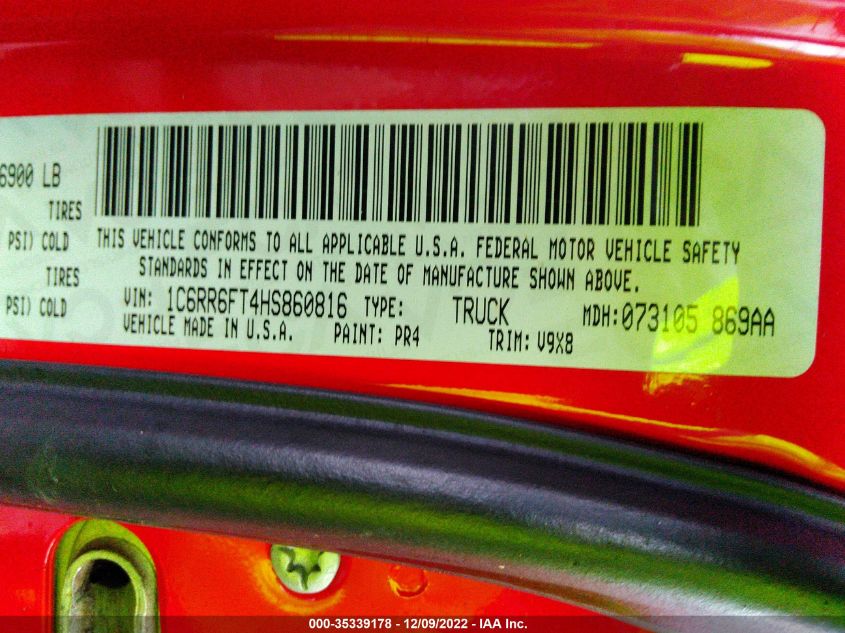 6900 LB
TIRES
PSI) COLD
TIRES
PSI) COLD
THIS VEHICLE CONFORMS TO ALL APPLICABLE U.S.A. FEDERAL MOTOR VEHICLE SAFETY
STANDARDS IN EFFECT ON THE DATE OF MANUFACTURE SHOWN ABOVE.
VIN: 1C6RR6FT4HS860816 TYPE: TRUCK MDH:073105 869AA
VEHICLE MADE IN U.S.A. PAINT: PR4 TRIM: V9X8
000-35339178 - 12/09/2022 - IAA Inc.